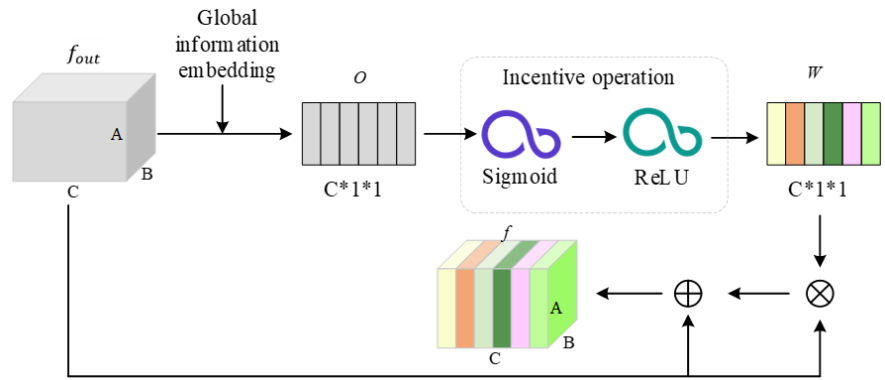 Global
information
embedding
f_out
O
Incentive operation
W
A
B
C
C*1*1
Sigmoid
ReLU
C*1*1
f
A
B
C